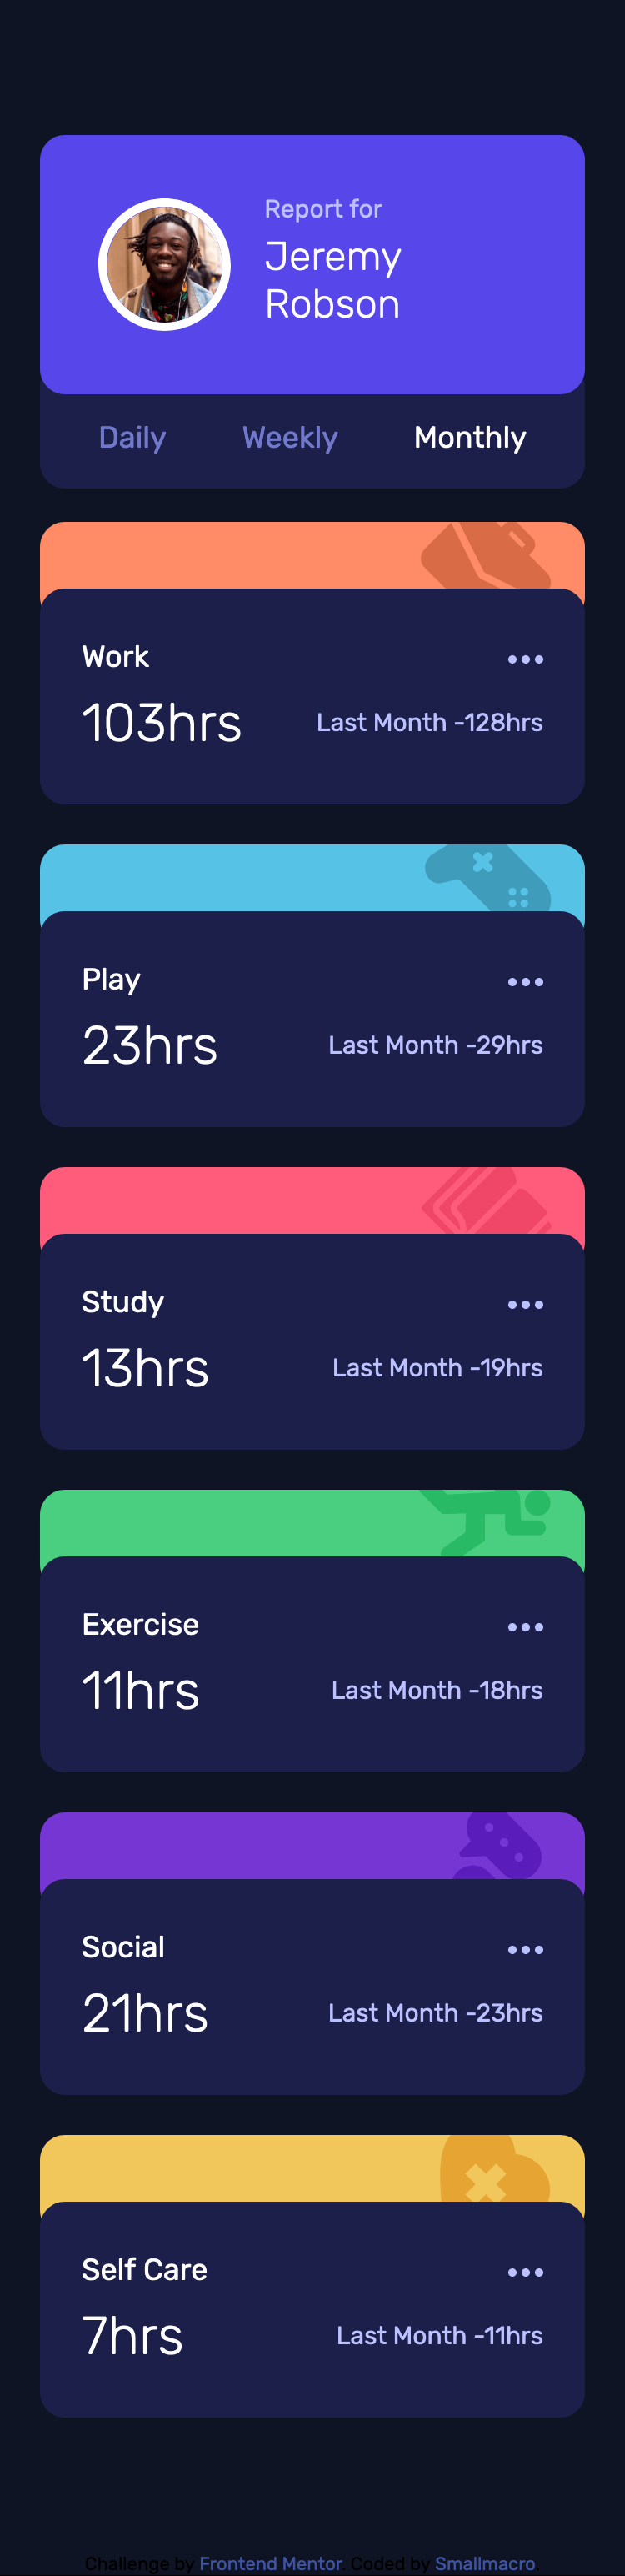 Report for
Jeremy
Robson
Daily Weekly Monthly
Work
103hrs Last Month -128hrs
Play
23hrs Last Month -29hrs
Study
13hrs Last Month -19hrs
Exercise
11hrs Last Month -18hrs
Social
21hrs Last Month -23hrs
Self Care
7hrs Last Month -11hrs
Challenge by Frontend Mentor. Coded by Smallmacro.